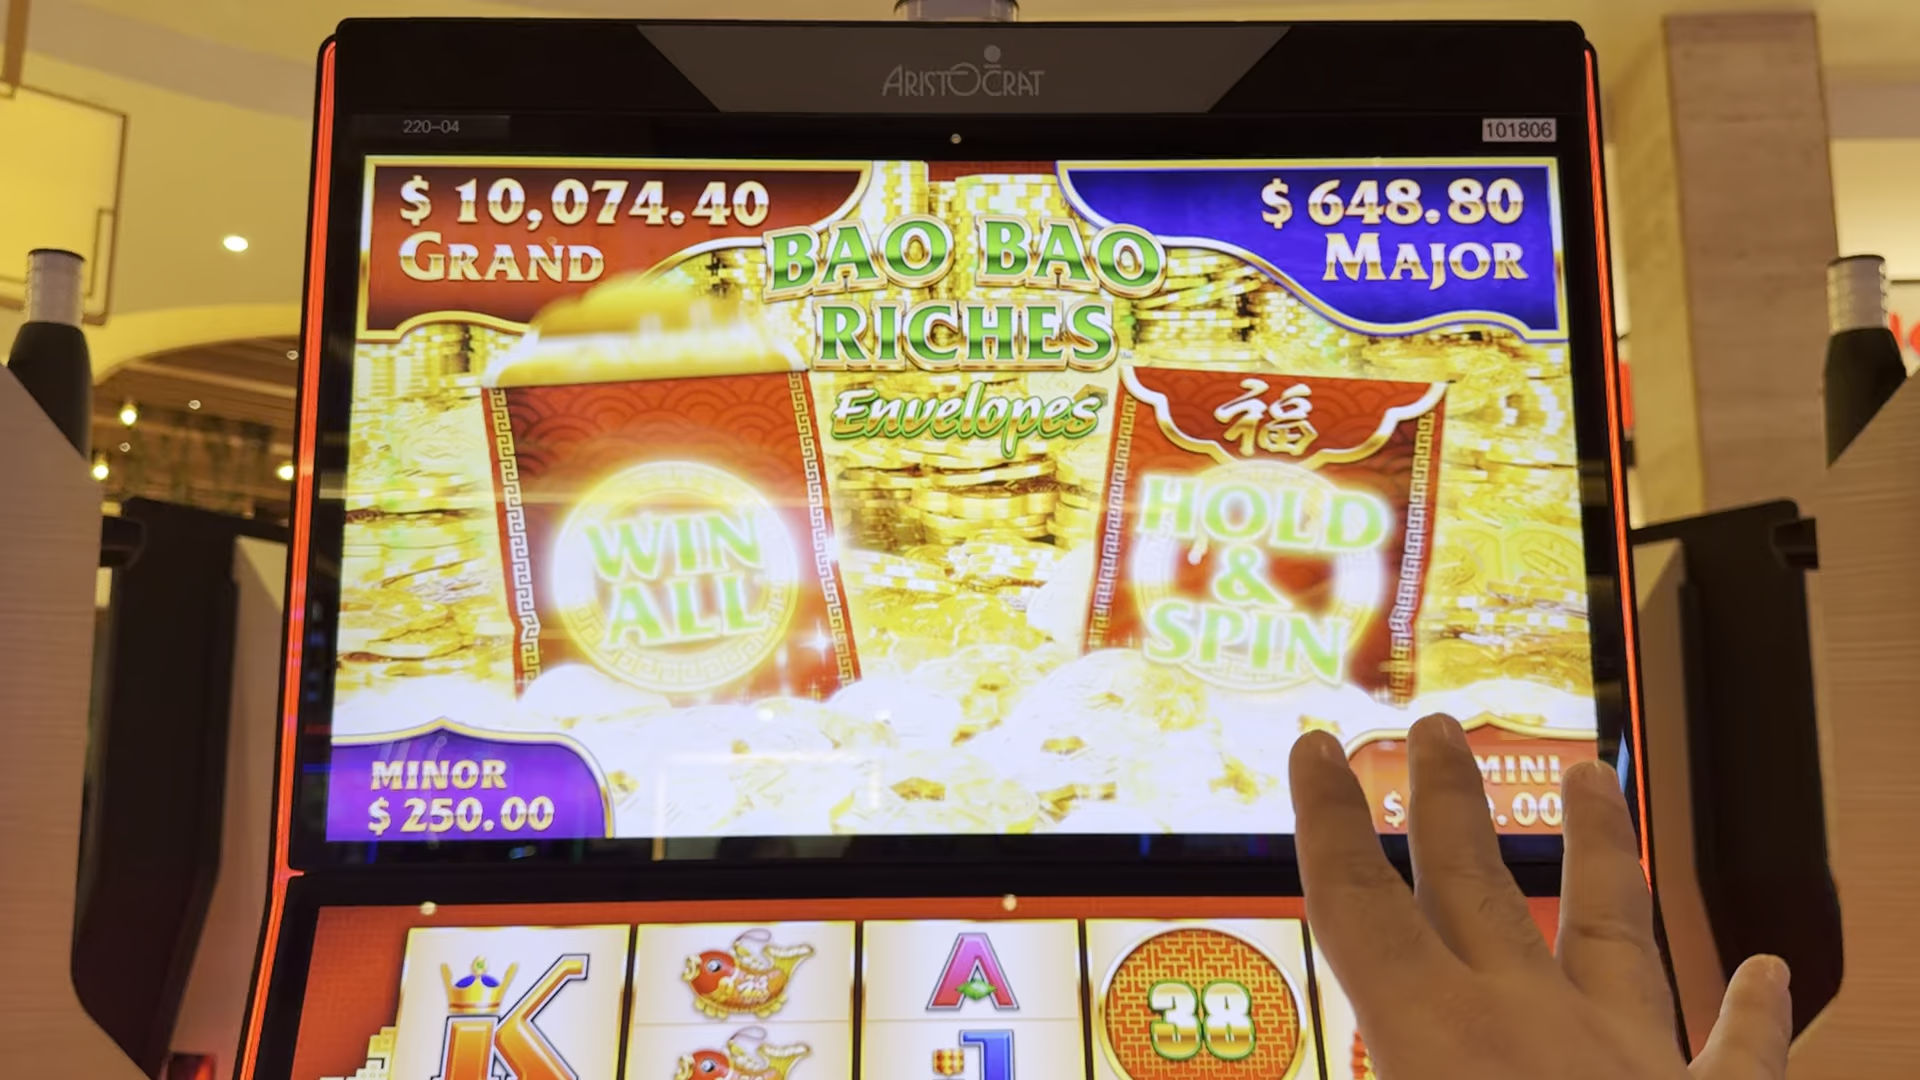 ARISTOCRAT
220-04
101806
$ 10,074.40
GRAND
$ 648.80
MAJOR
BAO BAO
RICHES
Envelopes
福
WIN
ALL
HOLD
&
SPIN
MINOR
$ 250.00
MINI
K
A
J
38